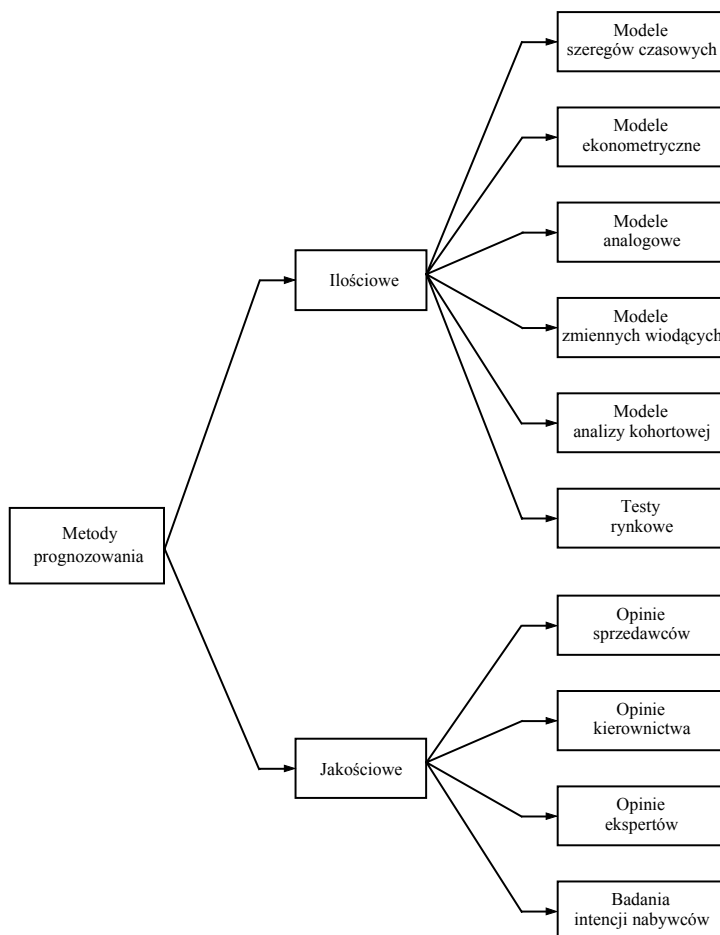 Metody
prognozowania
Ilościowe
Modele
szeregów czasowych
Modele
ekonometryczne
Modele
analogowe
Modele
zmiennych wiodących
Modele
analizy kohortowej
Testy
rynkowe
Jakościowe
Opinie
sprzedawców
Opinie
kierownictwa
Opinie
ekspertów
Badania
intencji nabywców